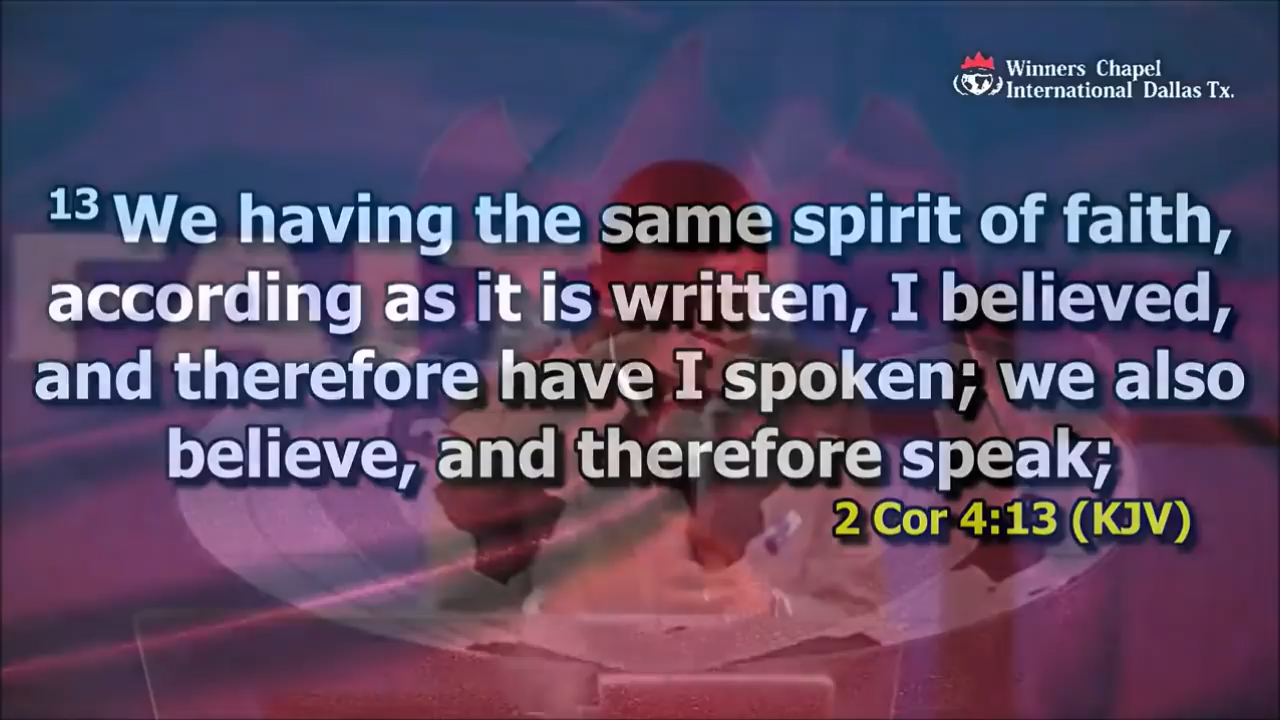 Winners Chapel
International Dallas Tx.
13 We having the same spirit of faith,
according as it is written, I believed,
and therefore have I spoken; we also
believe, and therefore speak;
2 Cor 4:13 (KJV)